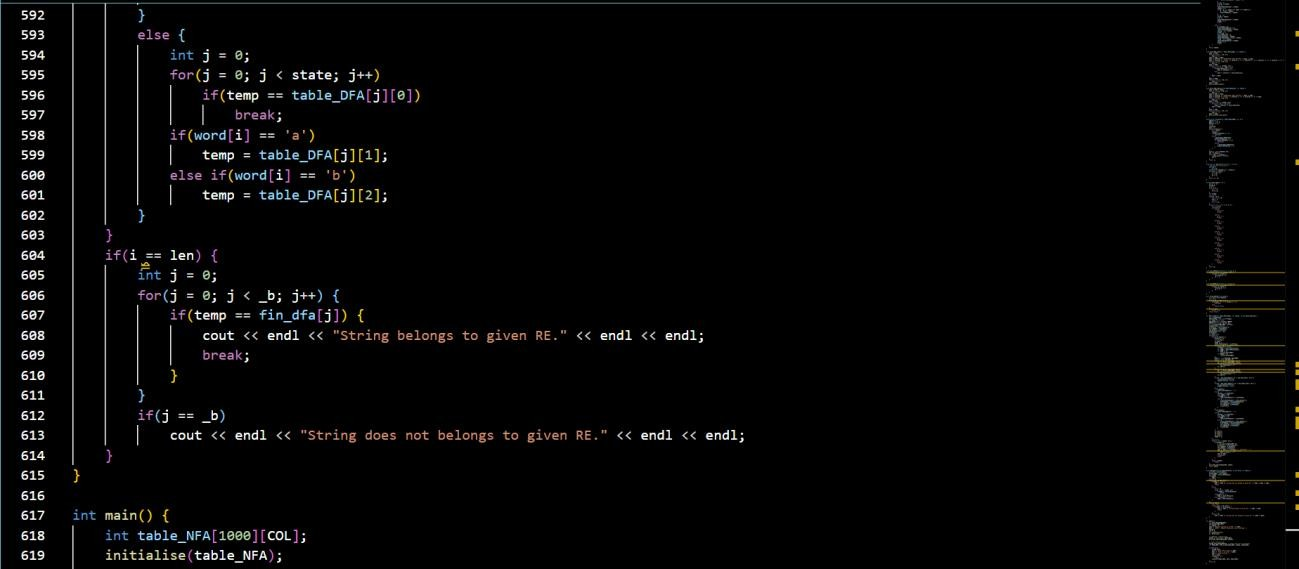 592 }
593 else {
594 int j = 0;
595 for(j = 0; j < state; j++)
596 if(temp == table_DFA[j][0])
597 break;
598 if(word[i] == 'a')
599 temp = table_DFA[j][1];
600 else if(word[i] == 'b')
601 temp = table_DFA[j][2];
602 }
603 }
604 if(i == len) {
605 int j = 0;
606 for(j = 0; j < _b; j++) {
607 if(temp == fin_dfa[j]) {
608 cout << endl << "String belongs to given RE." << endl << endl;
609 break;
610 }
611 }
612 if(j == _b)
613 cout << endl << "String does not belongs to given RE." << endl << endl;
614 }
615 }
616
617 int main() {
618 int table_NFA[1000][COL];
619 initialise(table_NFA);